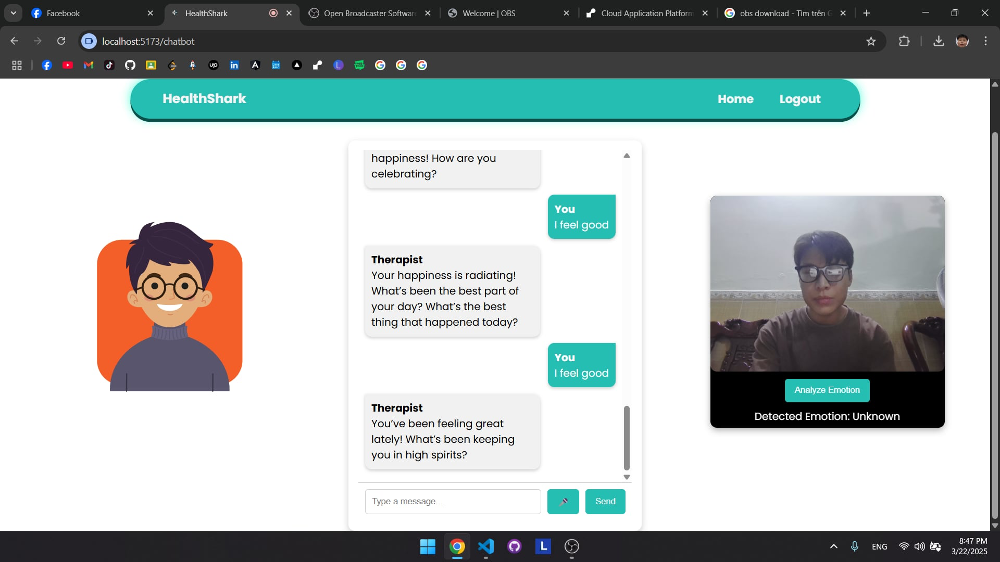 Facebook
HealthShark
Open Broadcaster Software
Welcome | OBS
Cloud Application Platform
obs download - Tìm trên G
localhost:5173/chatbot
HealthShark
Home
Logout
happiness! How are you
celebrating?
You
I feel good
Therapist
Your happiness is radiating!
What’s been the best part of
your day? What’s the best
thing that happened today?
You
I feel good
Therapist
You’ve been feeling great
lately! What’s been keeping
you in high spirits?
Type a message...
Send
Analyze Emotion
Detected Emotion: Unknown
L
ENG
8:47 PM
3/22/2025